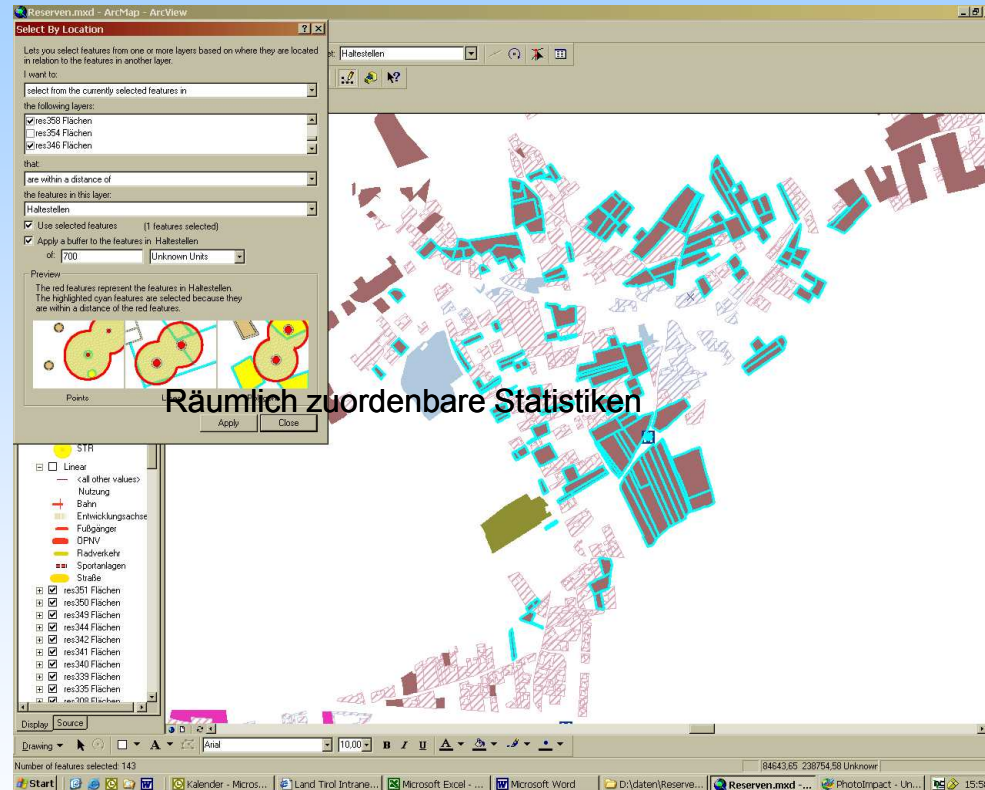 Reserven.mxd - ArcMap - ArcView
Select By Location
Lets you select features from one or more layers based on where they are located
in relation to the features in another layer.
I want to:
select from the currently selected features in
the following layers:
res358 Flächen
res354 Flächen
res346 Flächen
that:
are within a distance of
the features in this layer:
Haltestellen
Use selected features (1 features selected)
Apply a buffer to the features in Haltestellen
of: 700 Unknown Units
Preview
The red features represent the features in Haltestellen.
The highlighted cyan features are selected because they
are within a distance of the red features.
Points
Apply Close
Haltestellen
Räumlich zuordenbare Statistiken
STR
Linear
<all other values>
Nutzung
Bahn
Entwicklungsachse
Fußgänger
ÖPNV
Radverkehr
Sportanlagen
Straße
res351 Flächen
res350 Flächen
res349 Flächen
res344 Flächen
res342 Flächen
res341 Flächen
res340 Flächen
res339 Flächen
res335 Flächen
res308 Flächen
Display Source
Drawing A Arial 10,00 B I U A
Number of features selected: 143
84643,65 238754,58 Unknown
Start Kalender - Micros... Land Tirol Intrane... Microsoft Excel - ... Microsoft Word D:\daten\Reserve... Reserven.mxd -... PhotoImpact - Un... 15:58